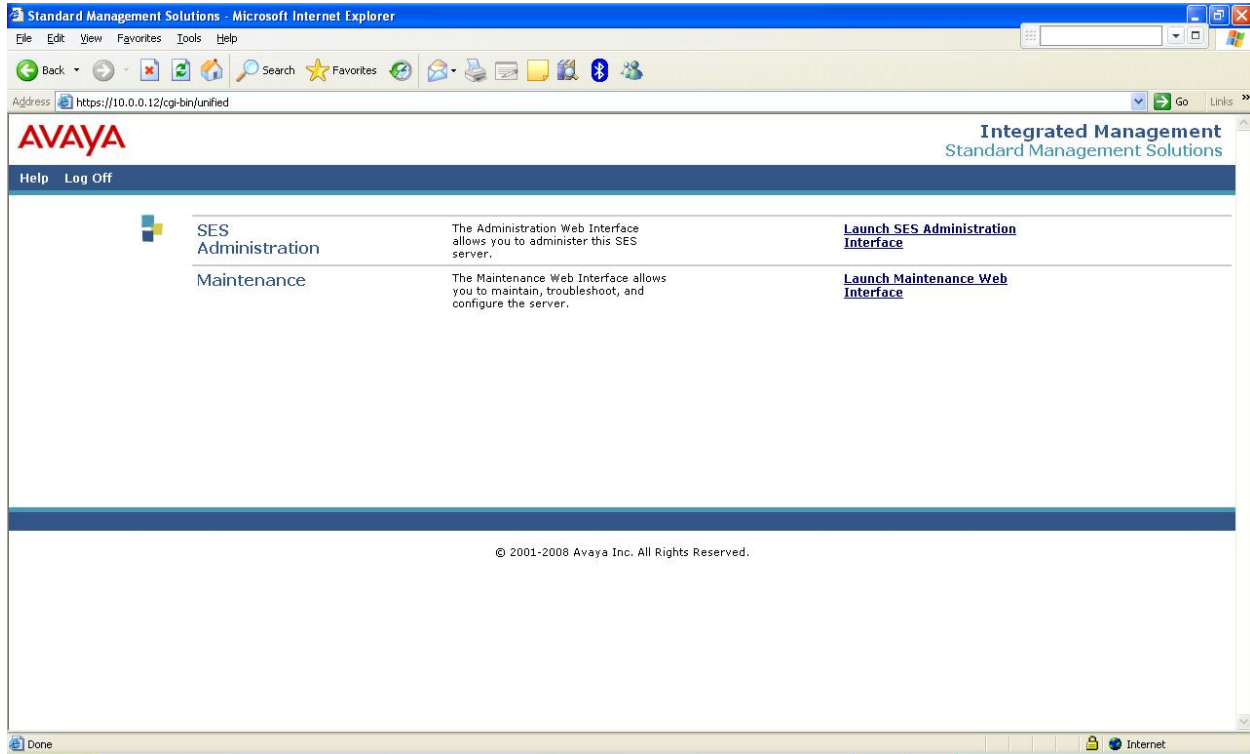 Standard Management Solutions - Microsoft Internet Explorer
File Edit View Favorites Tools Help
Back Search Favorites
Address https://10.0.0.12/cgi-bin/unified Go Links »
AVAYA
Integrated Management
Standard Management Solutions
Help Log Off
SES
Administration
The Administration Web Interface
allows you to administer this SES
server.
Launch SES Administration
Interface
Maintenance
The Maintenance Web Interface allows
you to maintain, troubleshoot, and
configure the server.
Launch Maintenance Web
Interface
© 2001-2008 Avaya Inc. All Rights Reserved.
Done Internet